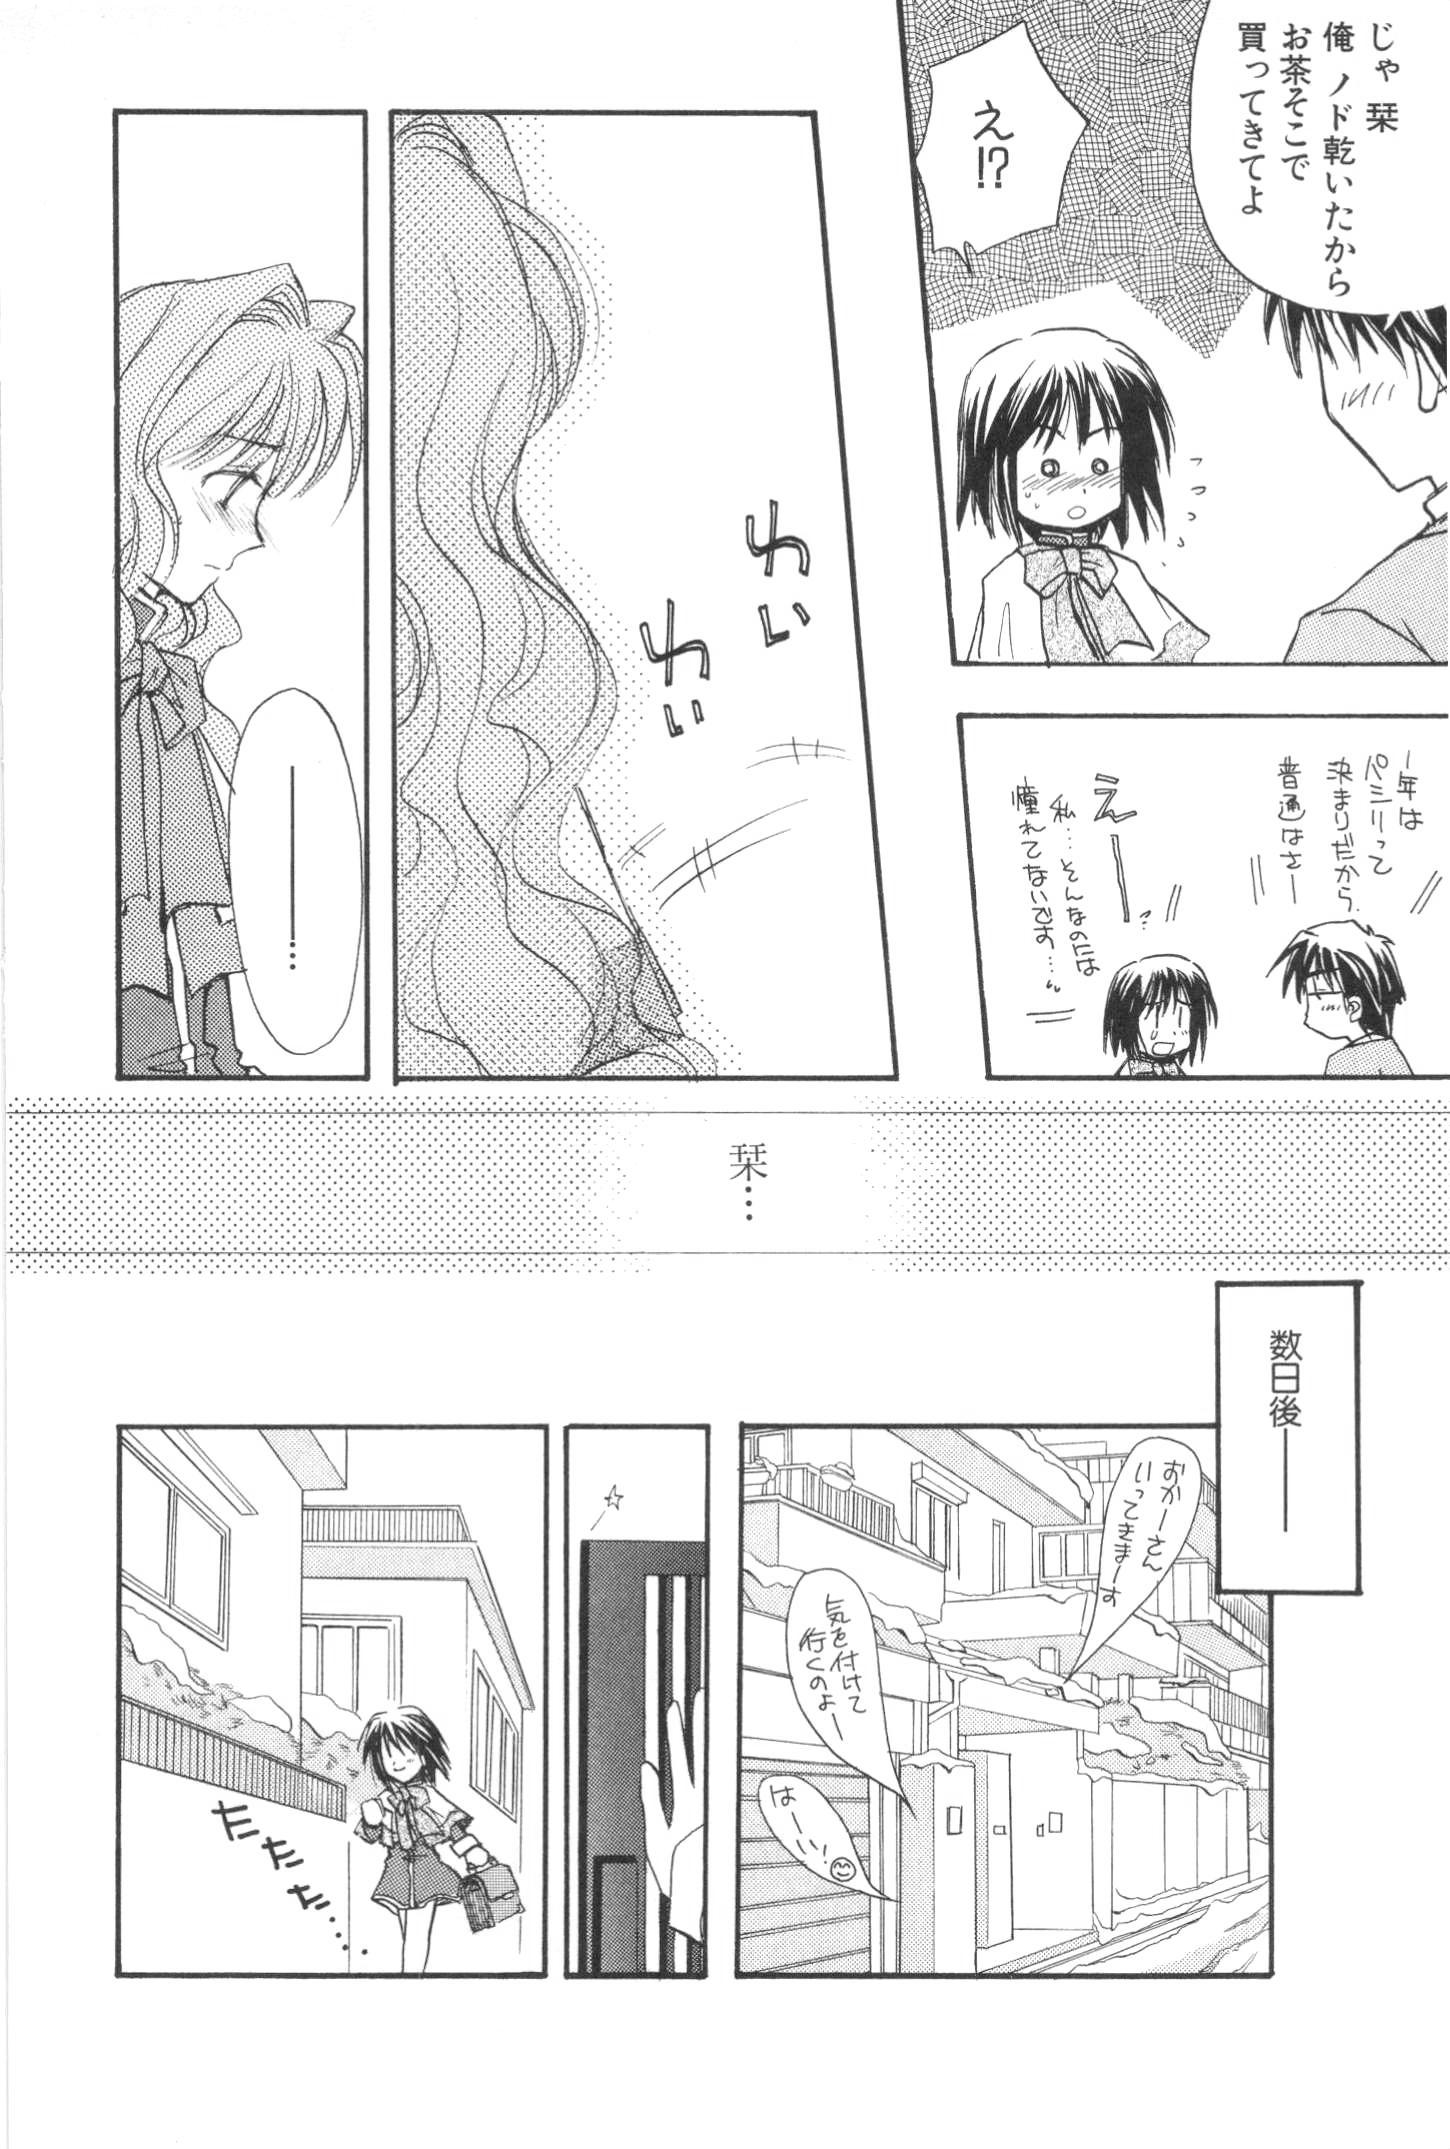 じゃ 栞
俺 ノド乾いたから
お茶そこで
買ってきてよ
え!?
一年は
パシリって
決まりだから
普通はさー
えー
私…そんなのには
憧れてないです…
わい
わい
――…
栞…
数日後――
おかーさん
いってきまーす
気を付けて
行くのよー
はーい!
たたた…